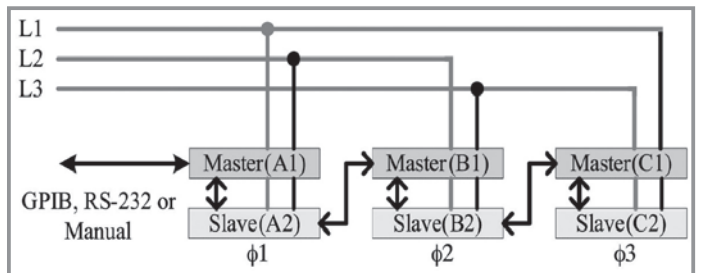 L1
L2
L3
Master(A1) Master(B1) Master(C1)
GPIB, RS-232 or
Manual
Slave(A2) Slave(B2) Slave(C2)
ϕ1 ϕ2 ϕ3